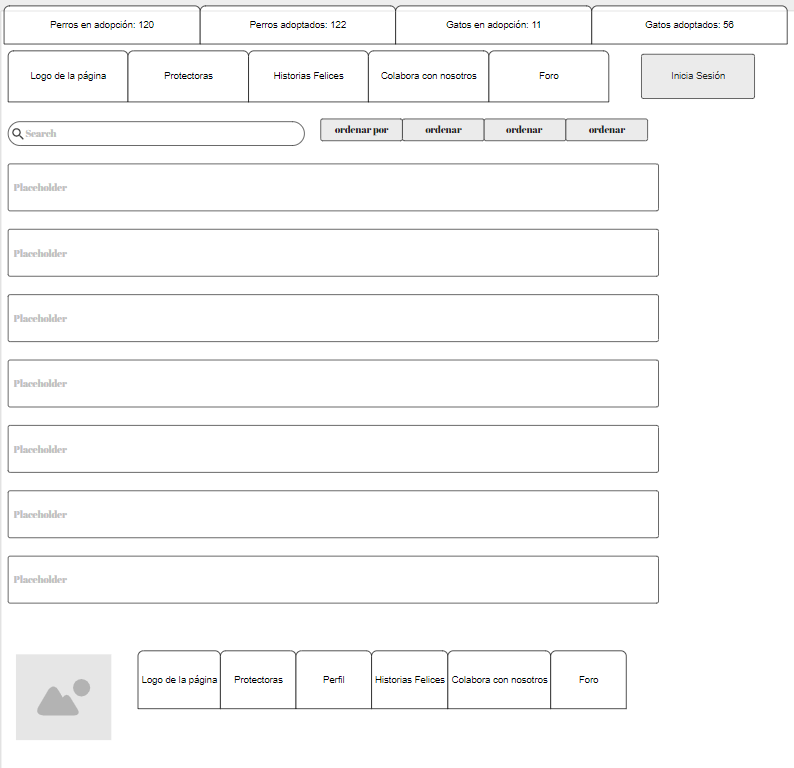 Perros en adopción: 120
Perros adoptados: 122
Gatos en adopción: 11
Gatos adoptados: 56
Logo de la página
Protectoras
Historias Felices
Colabora con nosotros
Foro
Inicia Sesión
Search
ordenar por
ordenar
ordenar
ordenar
Placeholder
Placeholder
Placeholder
Placeholder
Placeholder
Placeholder
Placeholder
Logo de la página
Protectoras
Perfil
Historias Felices
Colabora con nosotros
Foro